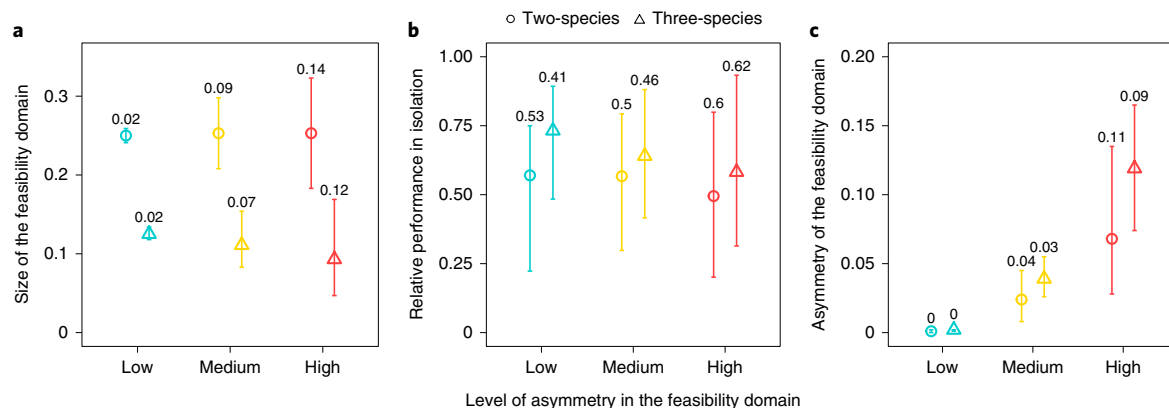 Two-species Three-species
a
Size of the feasibility domain
0.3
0.2
0.1
0
0.02
0.02
0.09
0.07
0.14
0.12
Low Medium High
b
Relative performance in isolation
1.00
0.75
0.50
0.25
0
0.53
0.41
0.5
0.46
0.6
0.62
Low Medium High
c
Asymmetry of the feasibility domain
0.20
0.15
0.10
0.05
0
0
0
0.04
0.03
0.11
0.09
Low Medium High
Level of asymmetry in the feasibility domain